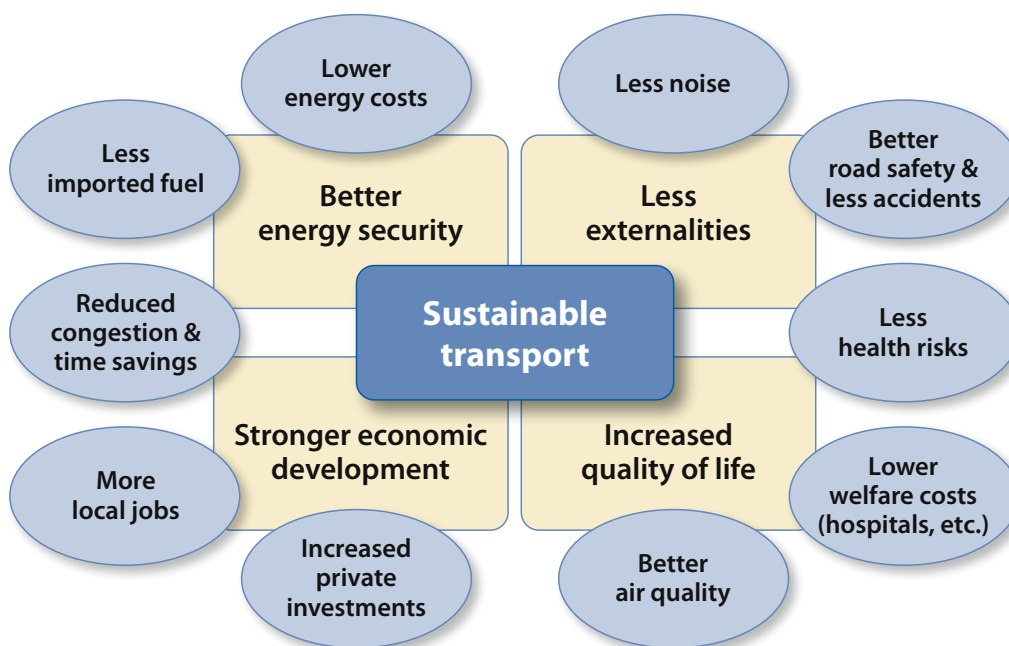 Lower
energy costs
Less noise
Less
imported fuel
Better
road safety &
less accidents
Better
energy security
Less
externalities
Sustainable
transport
Reduced
congestion &
time savings
Less
health risks
Stronger economic
development
Increased
quality of life
More
local jobs
Lower
welfare costs
(hospitals, etc.)
Increased
private
investments
Better
air quality